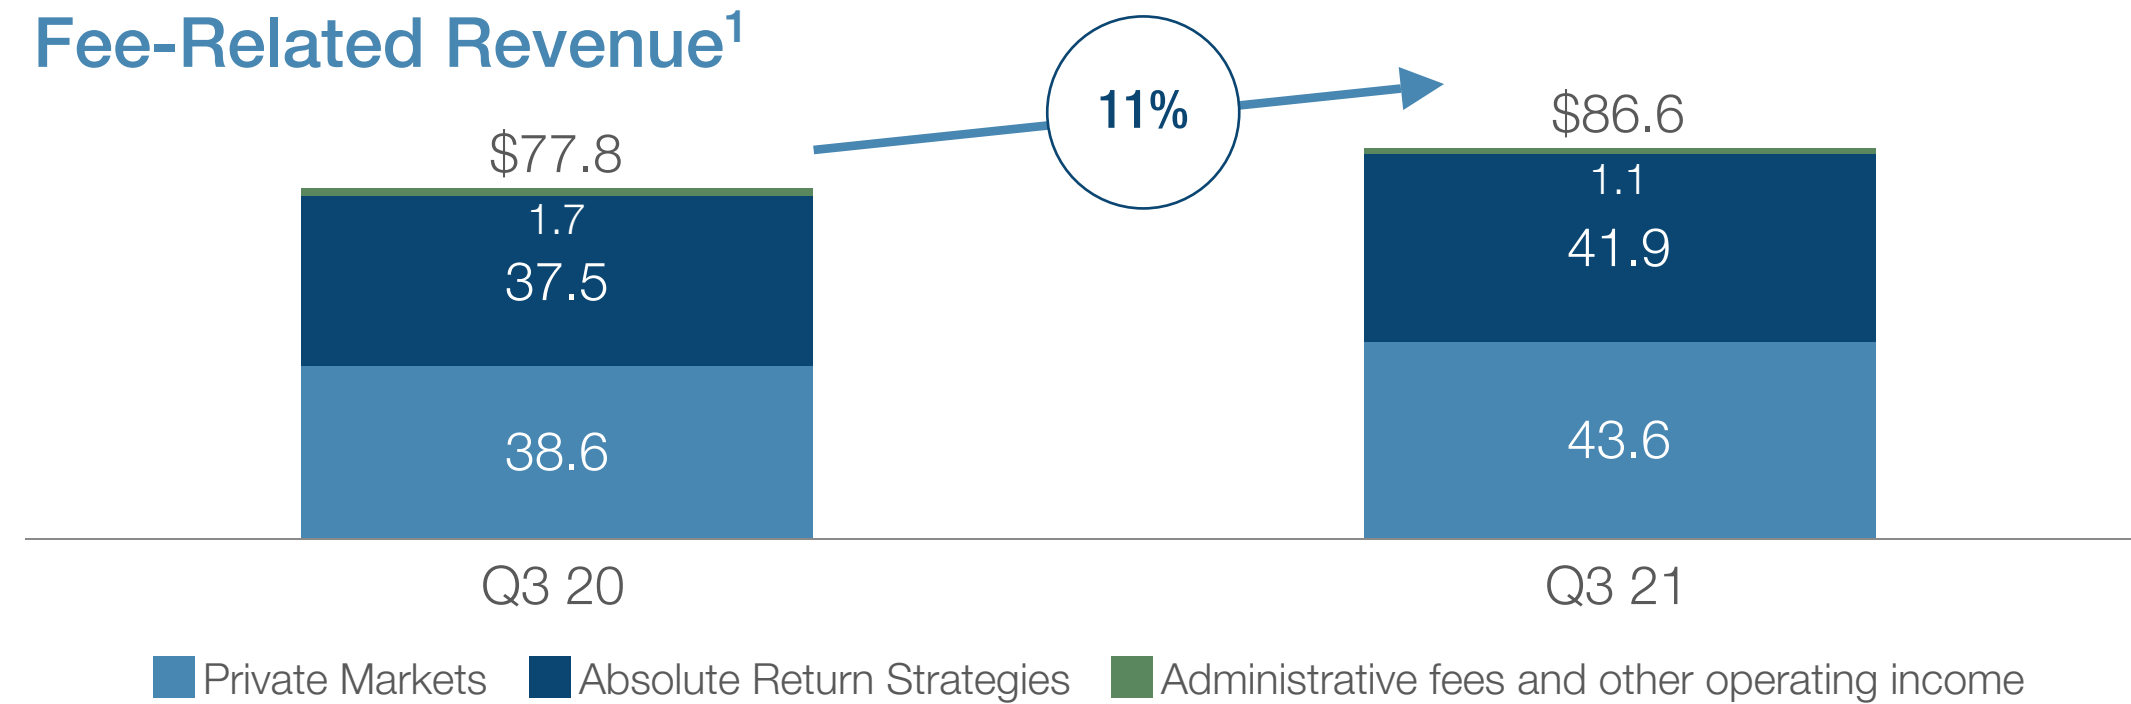 Fee-Related Revenue¹
11%
$77.8
1.7
37.5
38.6
$86.6
1.1
41.9
43.6
Q3 20
Q3 21
Private Markets
Absolute Return Strategies
Administrative fees and other operating income